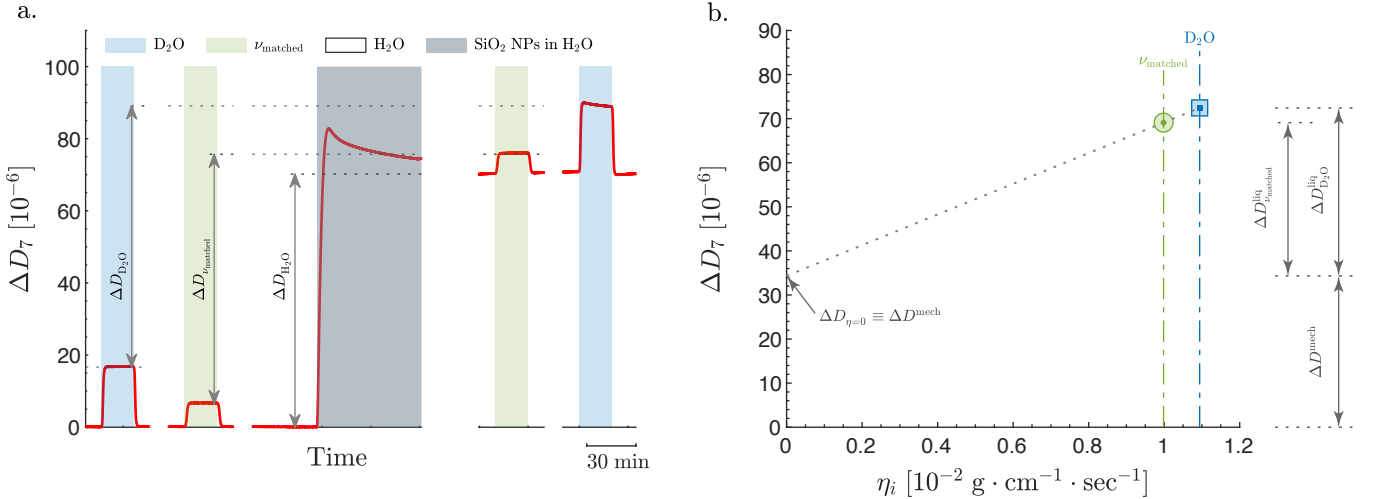 a.
D₂O
ν_matched
H₂O
SiO₂ NPs in H₂O
ΔD₇ [10⁻⁶]
100
80
60
40
20
0
ΔD_D₂O
ΔD_ν_matched
ΔD_H₂O
Time
30 min
b.
D₂O
ν_matched
ΔD₇ [10⁻⁶]
90
80
70
60
50
40
30
20
10
0
ΔD_η=0 ≡ ΔD^mech
0
0.2
0.4
0.6
0.8
1
1.2
η_i [10⁻² g · cm⁻¹ · sec⁻¹]
ΔD^liq_ν_matched
ΔD^liq_D₂O
ΔD^mech